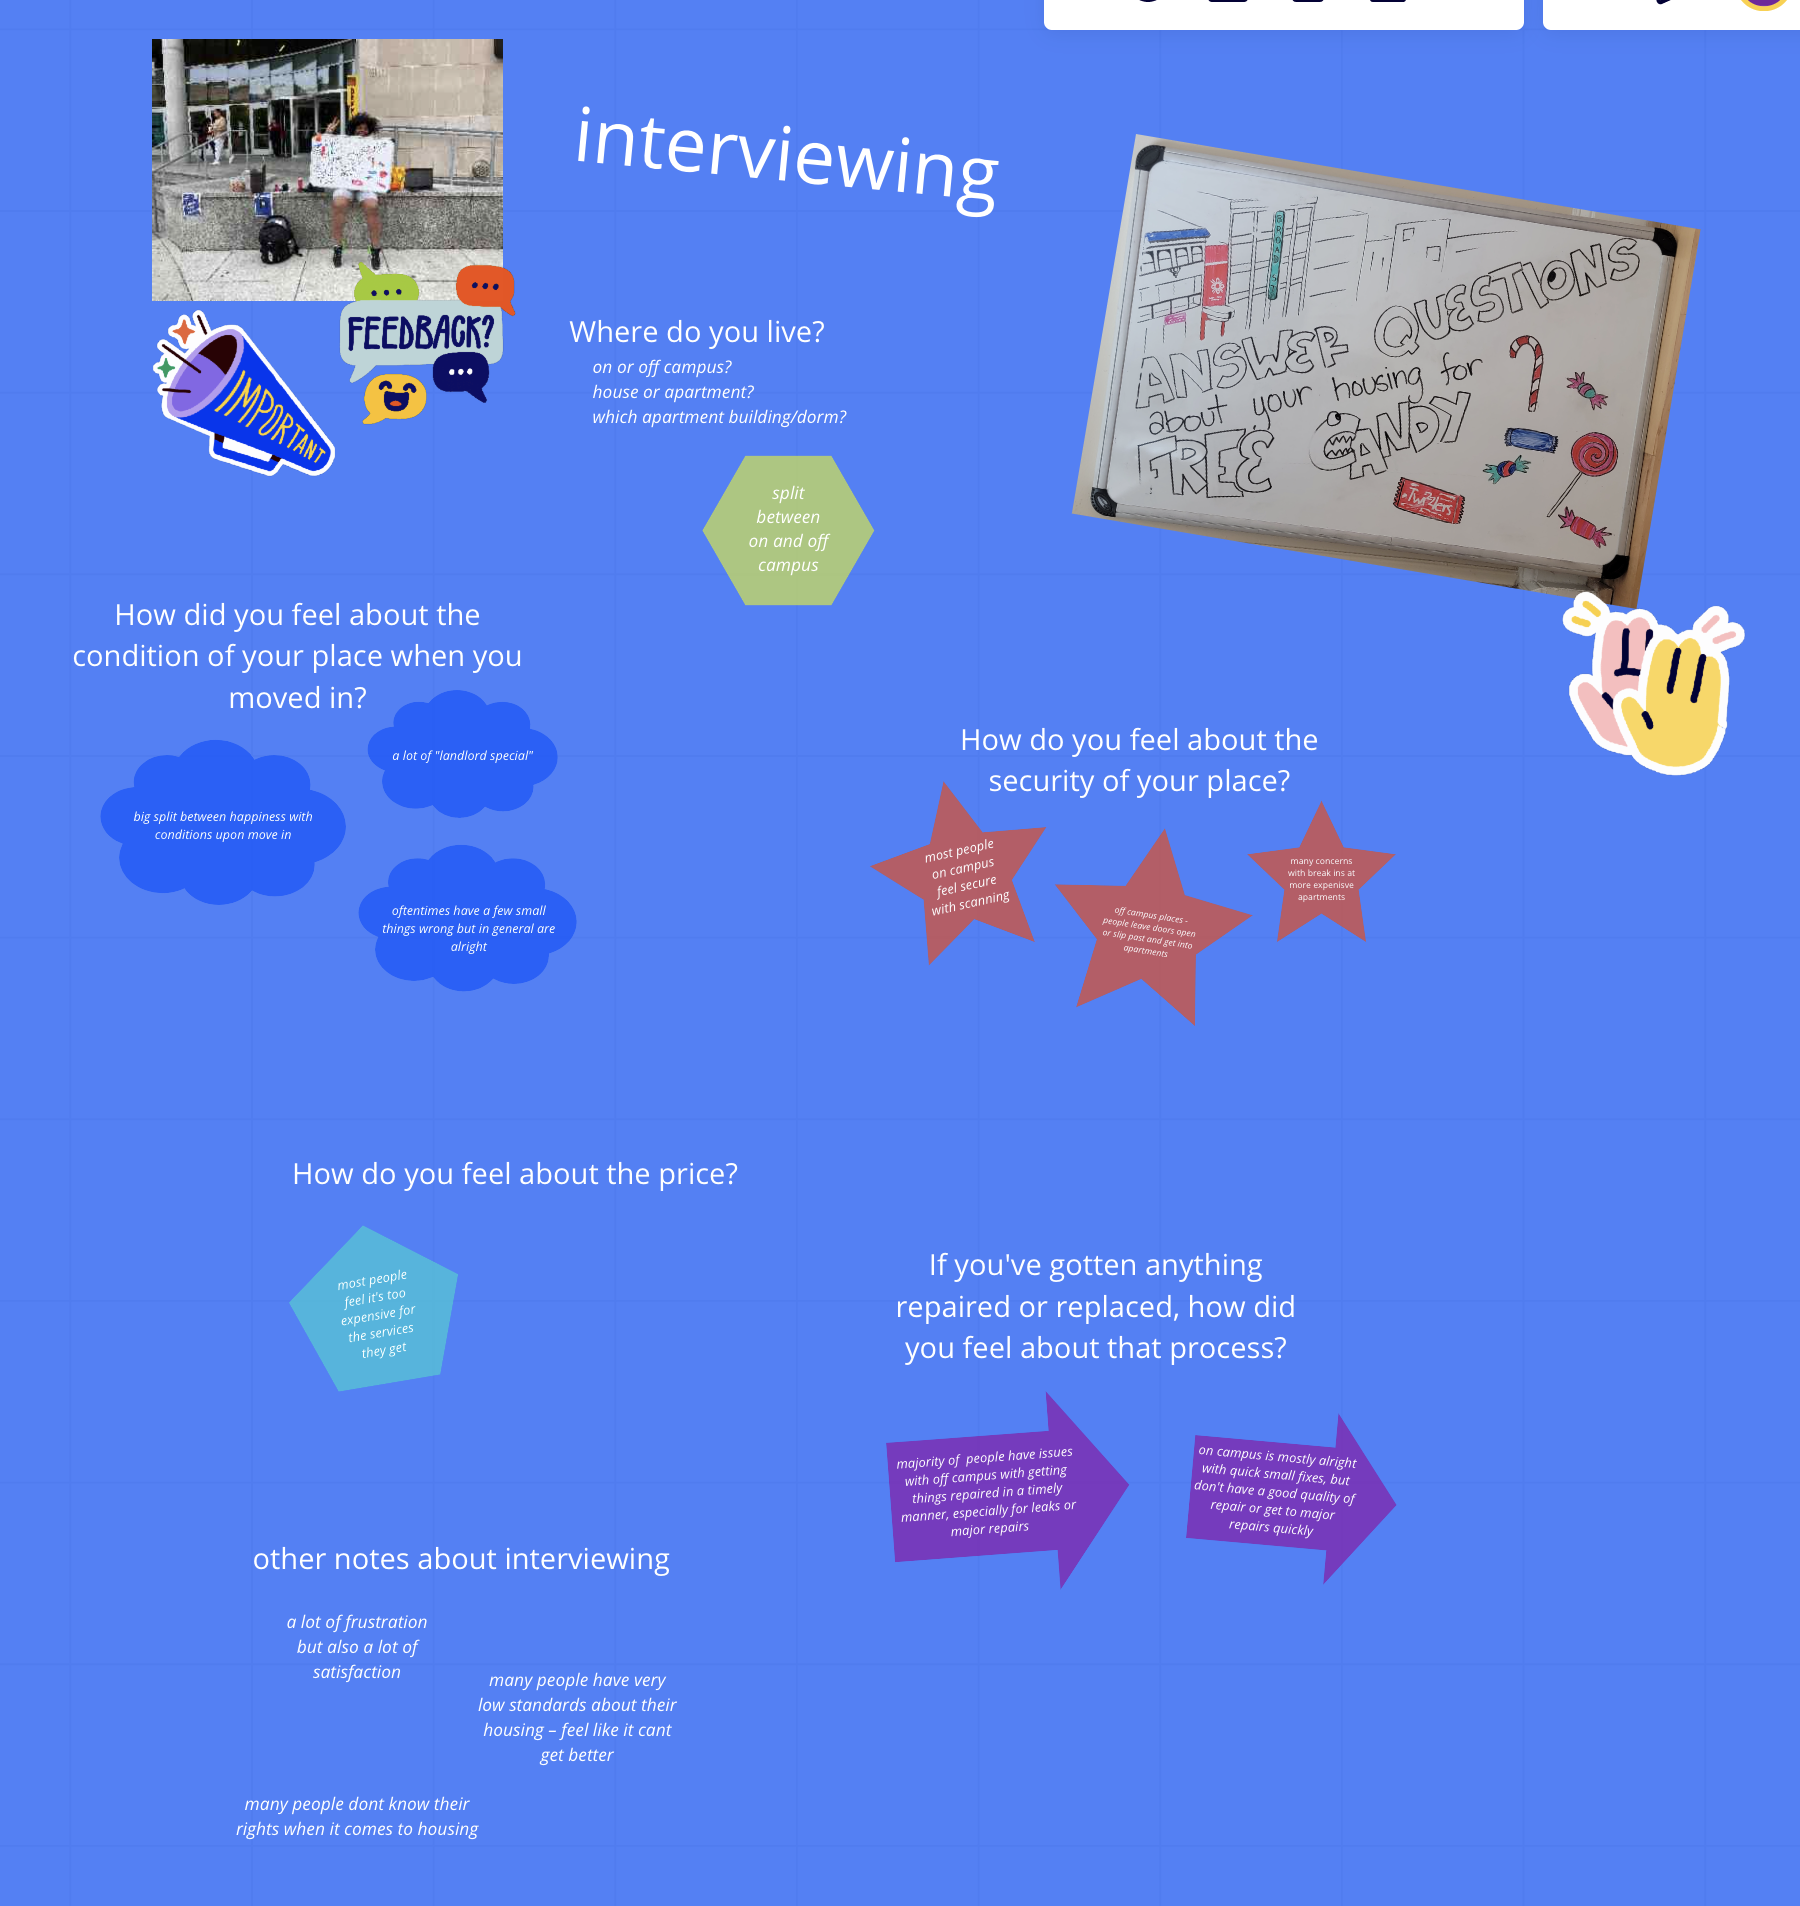 interviewing
FEEDBACK?
IMPORTANT
BROAD ST
ANSWER QUESTIONS
about your housing for
FREE CANDY
Twizzlers
Where do you live?
on or off campus?
house or apartment?
which apartment building/dorm?
split
between
on and off
campus
How did you feel about the
condition of your place when you
moved in?
a lot of "landlord special"
big split between happiness with
conditions upon move in
oftentimes have a few small
things wrong but in general are
alright
How do you feel about the
security of your place?
most people
on campus
feel secure
with scanning
off campus places -
people leave doors open
or slip past and get into
apartments
many concerns
with break ins at
more expenisve
apartments
How do you feel about the price?
most people
feel it's too
expensive for
the services
they get
If you've gotten anything
repaired or replaced, how did
you feel about that process?
majority of  people have issues
with off campus with getting
things repaired in a timely
manner, especially for leaks or
major repairs
on campus is mostly alright
with quick small fixes, but
don't have a good quality of
repair or get to major
repairs quickly
other notes about interviewing
a lot of frustration
but also a lot of
satisfaction
many people have very
low standards about their
housing – feel like it cant
get better
many people dont know their
rights when it comes to housing